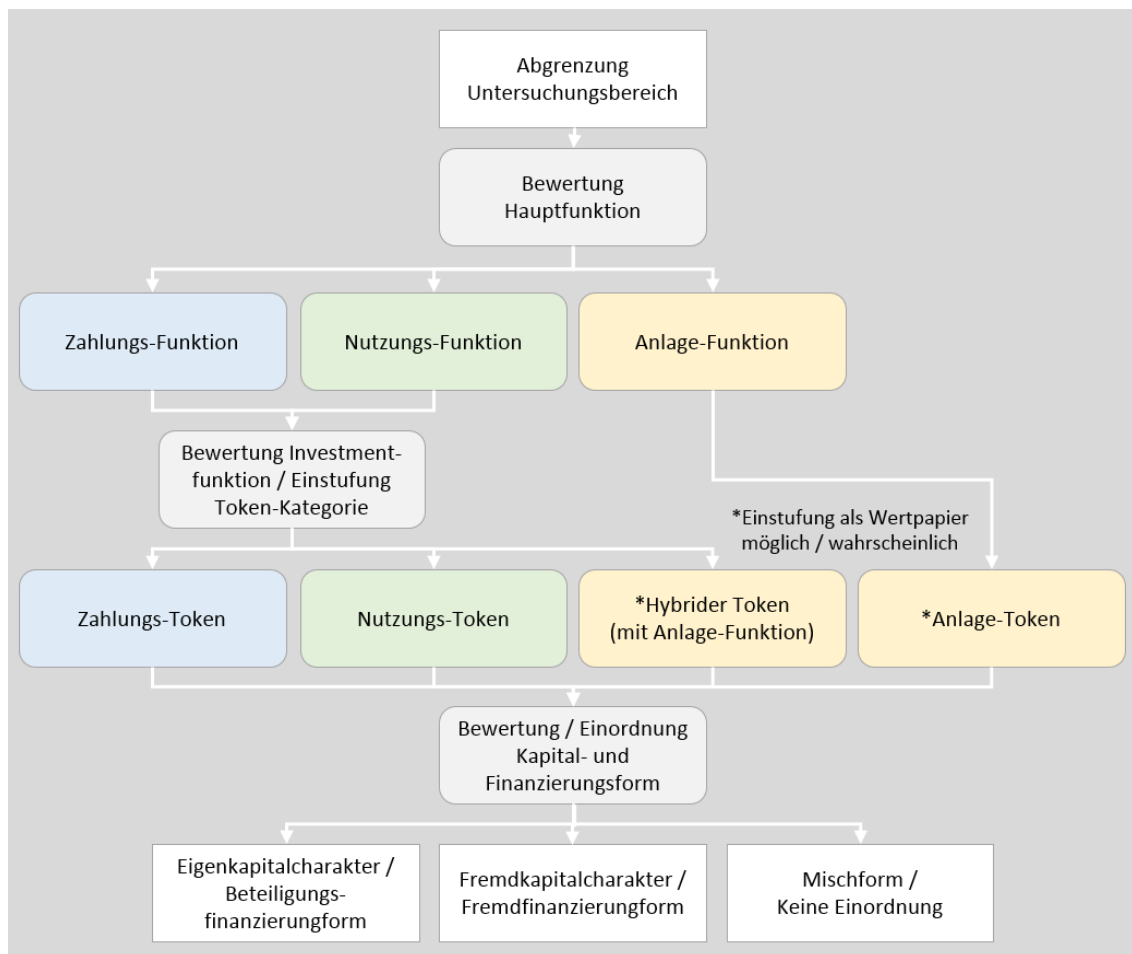 Abgrenzung
Untersuchungsbereich
Bewertung
Hauptfunktion
Zahlungs-Funktion
Nutzungs-Funktion
Anlage-Funktion
Bewertung Investment-
funktion / Einstufung
Token-Kategorie
*Einstufung als Wertpapier
möglich / wahrscheinlich
Zahlungs-Token
Nutzungs-Token
*Hybrider Token
(mit Anlage-Funktion)
*Anlage-Token
Bewertung / Einordnung
Kapital- und
Finanzierungsform
Eigenkapitalcharakter /
Beteiligungs-
finanzierungform
Fremdkapitalcharakter /
Fremdfinanzierungform
Mischform /
Keine Einordnung